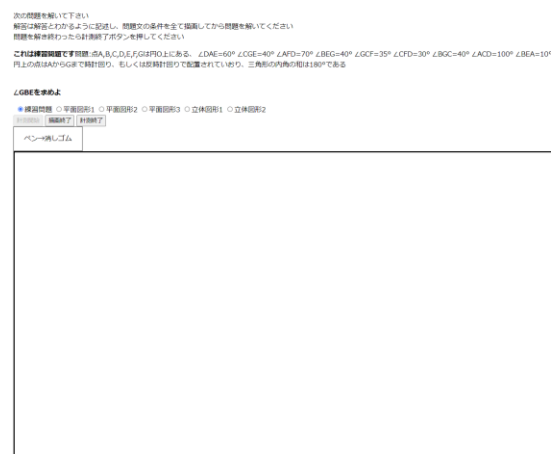 次の問題を解いて下さい
解答は解答とわかるように記述し、問題文の条件を全て描画してから問題を解いてください
問題を解き終わったら計測終了ボタンを押してください
これは練習問題です問題:点A,B,C,D,E,F,Gは円O上にある、 ∠DAE=60° ∠CGE=40° ∠AFD=70° ∠BEG=40° ∠GCF=35° ∠CFD=30° ∠BGC=40° ∠ACD=100° ∠BEA=10°
円上の点はAからGまで時計回り、もしくは反時計回りで配置されていおり、三角形の内角の和は180°である
∠GBEをまめよ
練習問題 平面図形1 平面図形2 平面図形3 立体図形1 立体図形2
計測開始 描画終了 計測終了
ペン→消しゴム